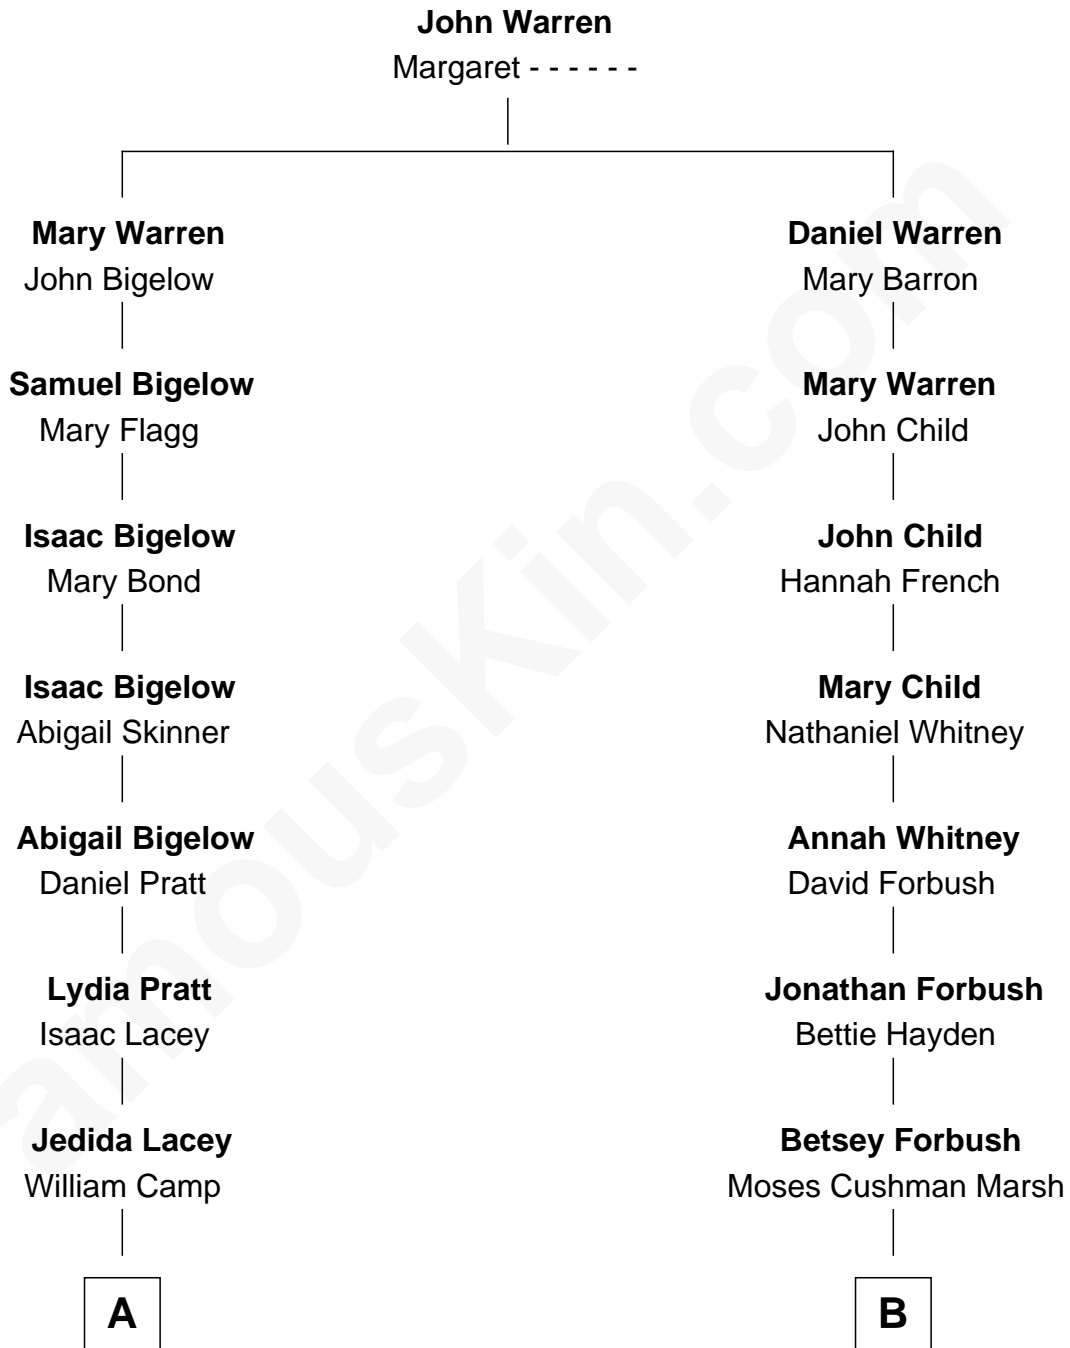 John Warren
Margaret - - - - - -
Mary Warren
John Bigelow
Daniel Warren
Mary Barron
Samuel Bigelow
Mary Flagg
Mary Warren
John Child
Isaac Bigelow
Mary Bond
John Child
Hannah French
Isaac Bigelow
Abigail Skinner
Mary Child
Nathaniel Whitney
Abigail Bigelow
Daniel Pratt
Annah Whitney
David Forbush
Lydia Pratt
Isaac Lacey
Jonathan Forbush
Bettie Hayden
Jedida Lacey
William Camp
Betsey Forbush
Moses Cushman Marsh
A
B
amouskin.com